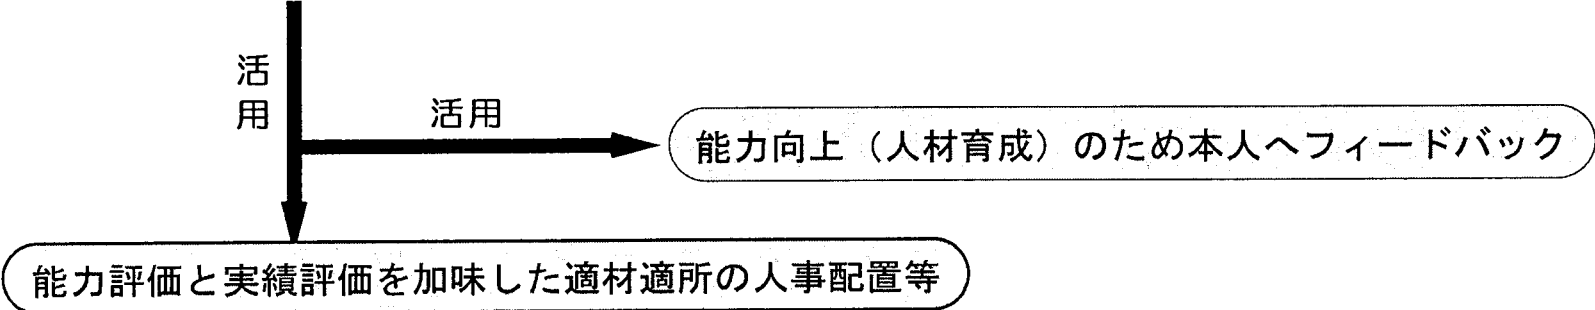 活用
活用
能力向上（人材育成）のため本人へフィードバック
能力評価と実績評価を加味した適材適所の人事配置等